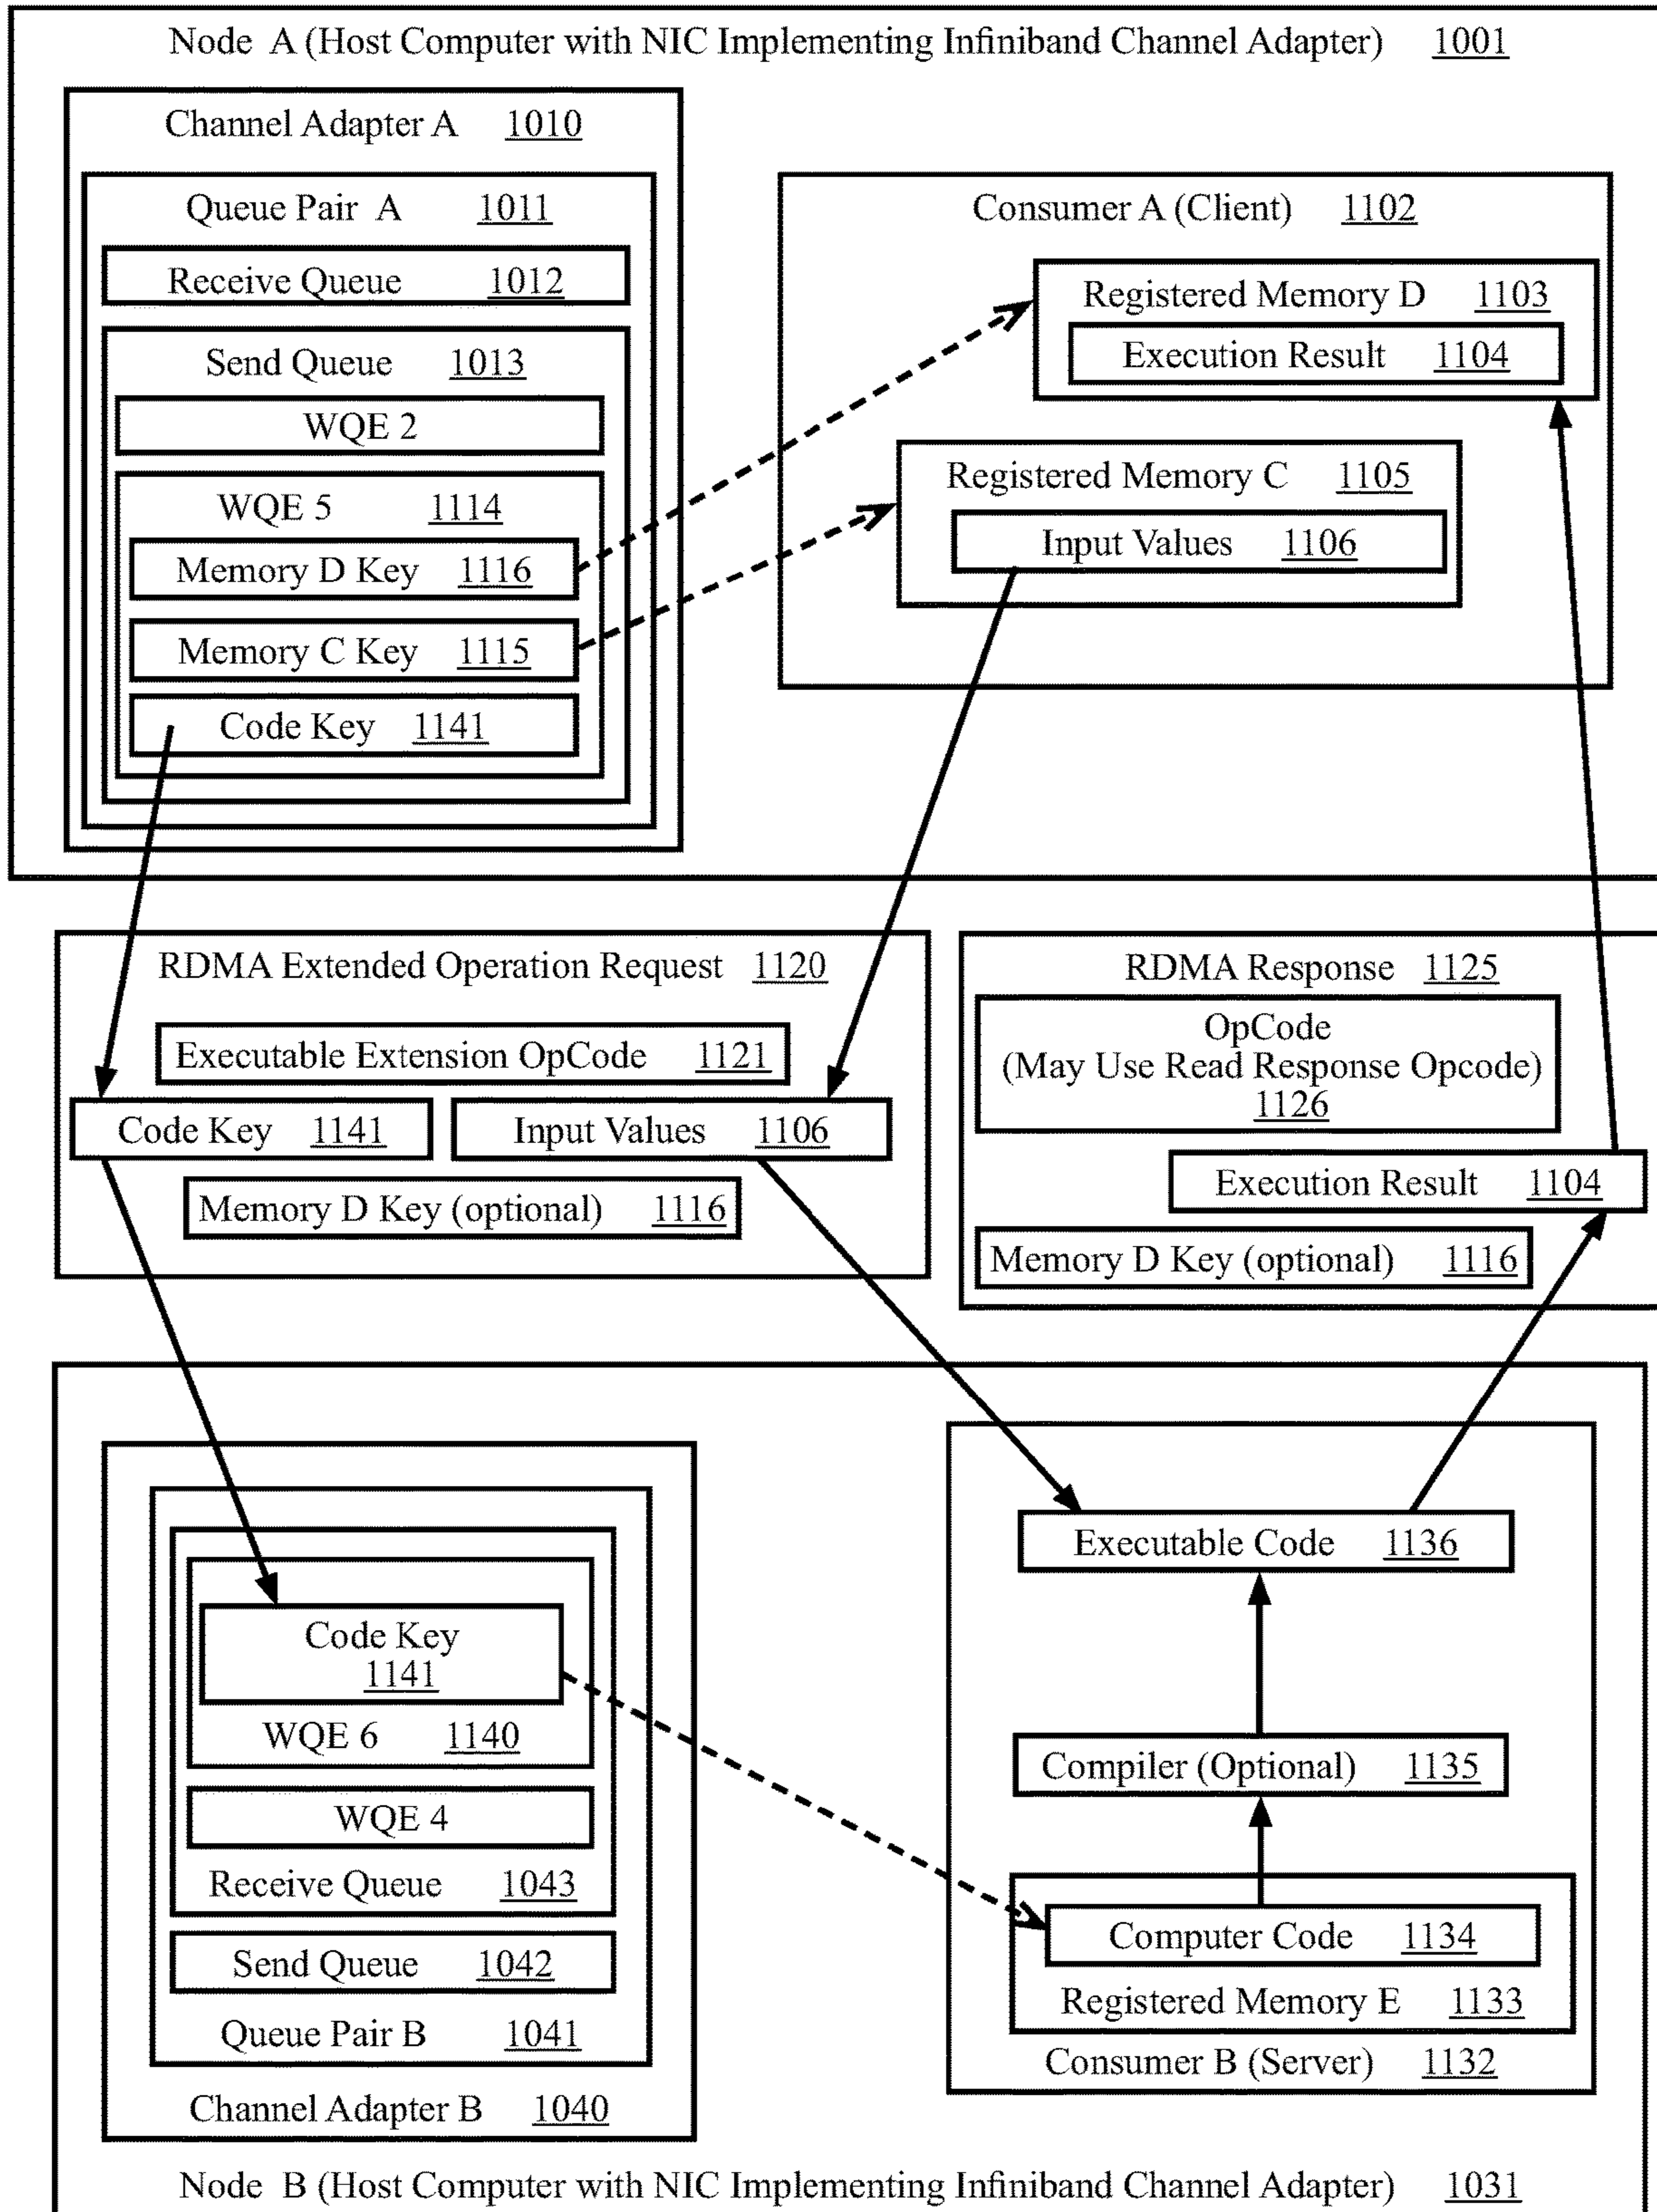 Node A (Host Computer with NIC Implementing Infiniband Channel Adapter) 1001
Channel Adapter A 1010
Queue Pair A 1011
Receive Queue 1012
Send Queue 1013
WQE 2
WQE 5 1114
Memory D Key 1116
Memory C Key 1115
Code Key 1141
Consumer A (Client) 1102
Registered Memory D 1103
Execution Result 1104
Registered Memory C 1105
Input Values 1106
RDMA Extended Operation Request 1120
Executable Extension OpCode 1121
Code Key 1141
Input Values 1106
Memory D Key (optional) 1116
RDMA Response 1125
OpCode
(May Use Read Response Opcode)
1126
Execution Result 1104
Memory D Key (optional) 1116
Code Key
1141
WQE 6 1140
WQE 4
Receive Queue 1043
Send Queue 1042
Queue Pair B 1041
Channel Adapter B 1040
Executable Code 1136
Compiler (Optional) 1135
Computer Code 1134
Registered Memory E 1133
Consumer B (Server) 1132
Node B (Host Computer with NIC Implementing Infiniband Channel Adapter) 1031